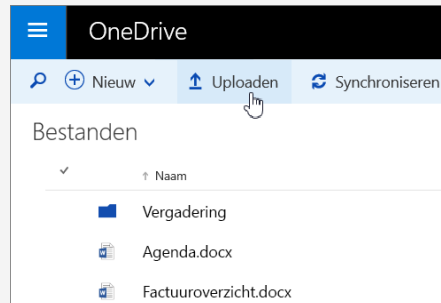 OneDrive
Nieuw Uploaden Synchroniseren
Bestanden
Naam
Vergadering
Agenda.docx
Factuuroverzicht.docx